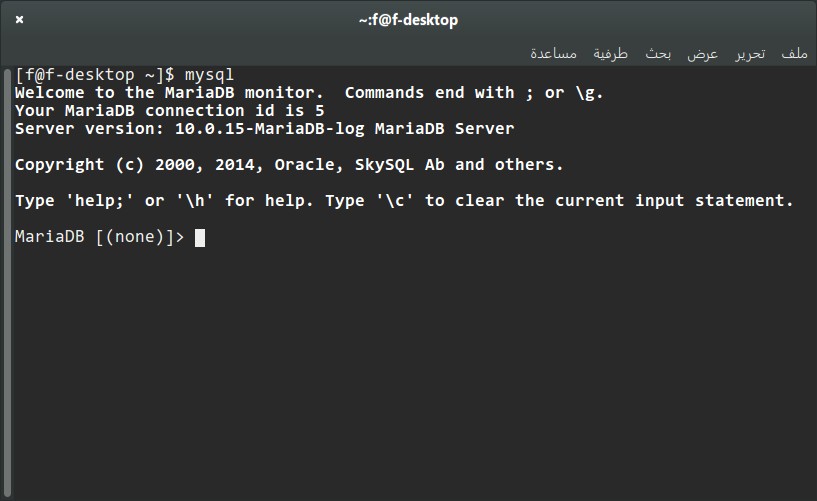 ~:f@f-desktop
ملف تحرير عرض بحث طرفية مساعدة
[f@f-desktop ~]$ mysql
Welcome to the MariaDB monitor.  Commands end with ; or \g.
Your MariaDB connection id is 5
Server version: 10.0.15-MariaDB-log MariaDB Server
Copyright (c) 2000, 2014, Oracle, SkySQL Ab and others.
Type 'help;' or '\h' for help. Type '\c' to clear the current input statement.
MariaDB [(none)]>